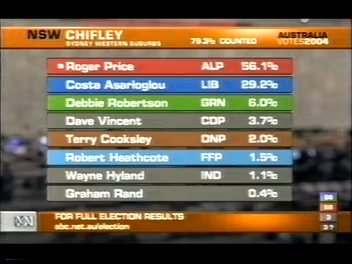 NSW CHIFLEY
SYDNEY WESTERN SUBURBS
79.3% COUNTED
AUSTRALIA
VOTES2004
Roger Price ALP 56.1%
Costa Asarloglou LIB 29.2%
Debbie Robertson GRN 6.0%
Dave Vincent CDP 3.7%
Terry Cooksley ONP 2.0%
Robert Heathcote FFP 1.5%
Wayne Hyland IND 1.1%
Graham Rand 0.4%
FOR FULL ELECTION RESULTS
abc.net.au/election